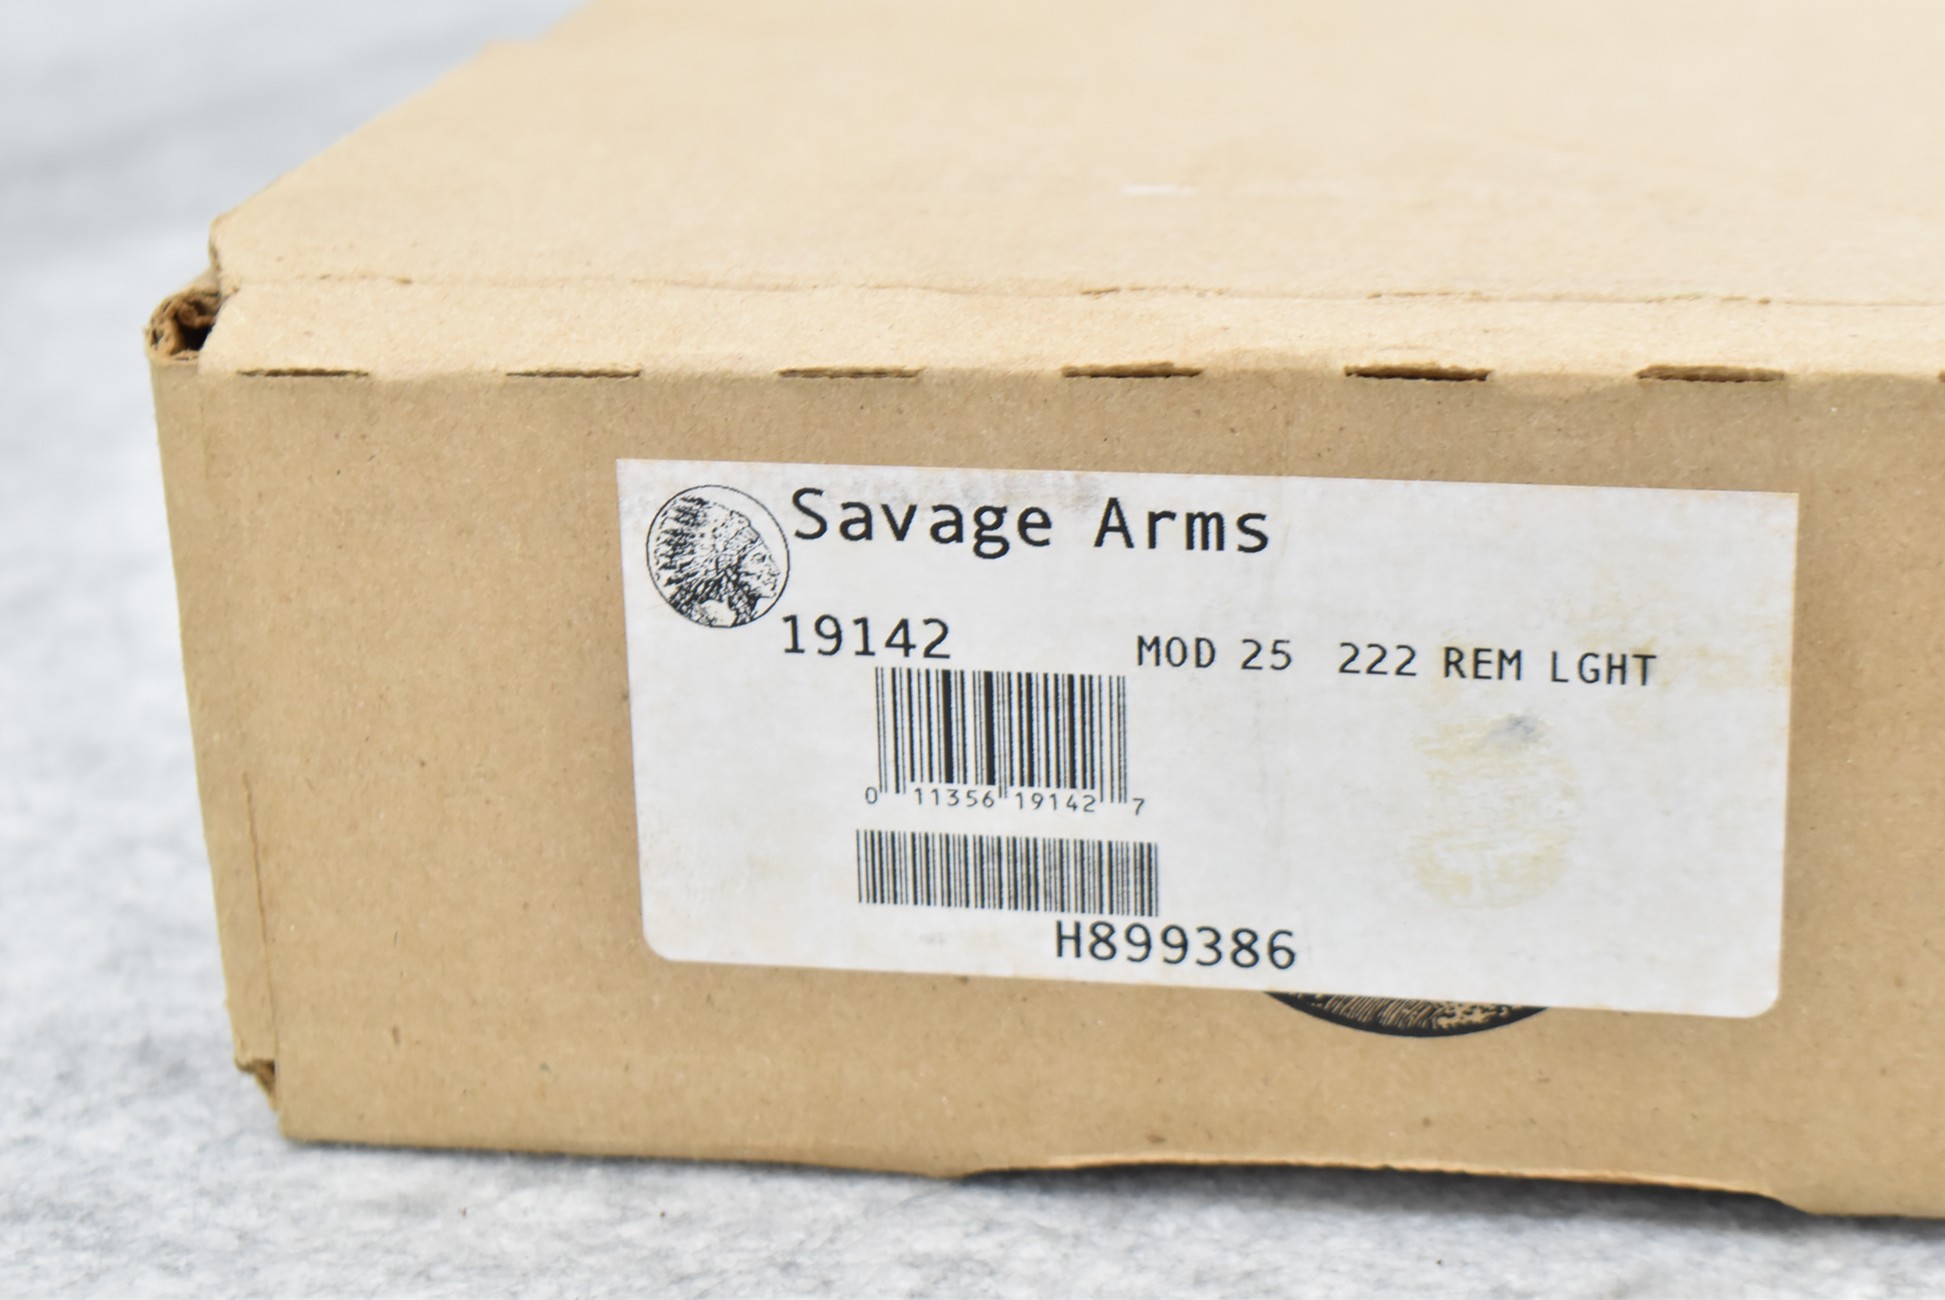 Savage Arms
19142 MOD 25 222 REM LGHT
0 11356 19142 7
H899386